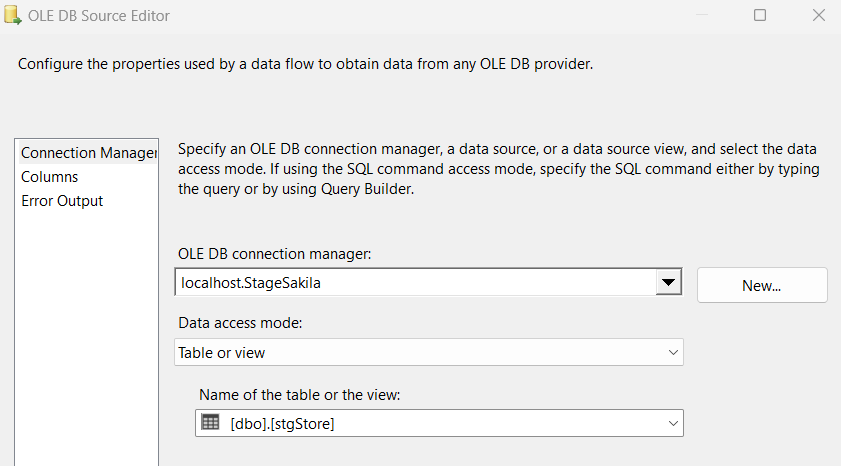 OLE DB Source Editor
Configure the properties used by a data flow to obtain data from any OLE DB provider.
Connection Manager
Columns
Error Output
Specify an OLE DB connection manager, a data source, or a data source view, and select the data
access mode. If using the SQL command access mode, specify the SQL command either by typing
the query or by using Query Builder.
OLE DB connection manager:
localhost.StageSakila
New...
Data access mode:
Table or view
Name of the table or the view:
[dbo].[stgStore]